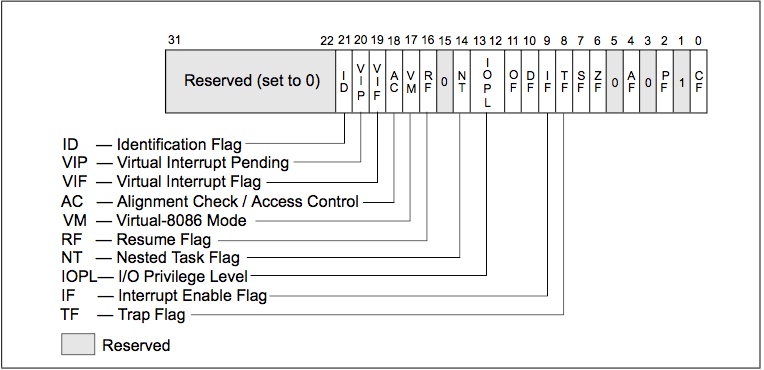 31 22 21 20 19 18 17 16 15 14 13 12 11 10 9 8 7 6 5 4 3 2 1 0
Reserved (set to 0) ID VIP VIF AC VM RF 0 NT IOPL OF DF IF TF SF ZF 0 AF 0 PF 1 CF
ID — Identification Flag
VIP — Virtual Interrupt Pending
VIF — Virtual Interrupt Flag
AC — Alignment Check / Access Control
VM — Virtual-8086 Mode
RF — Resume Flag
NT — Nested Task Flag
IOPL— I/O Privilege Level
IF — Interrupt Enable Flag
TF — Trap Flag
Reserved